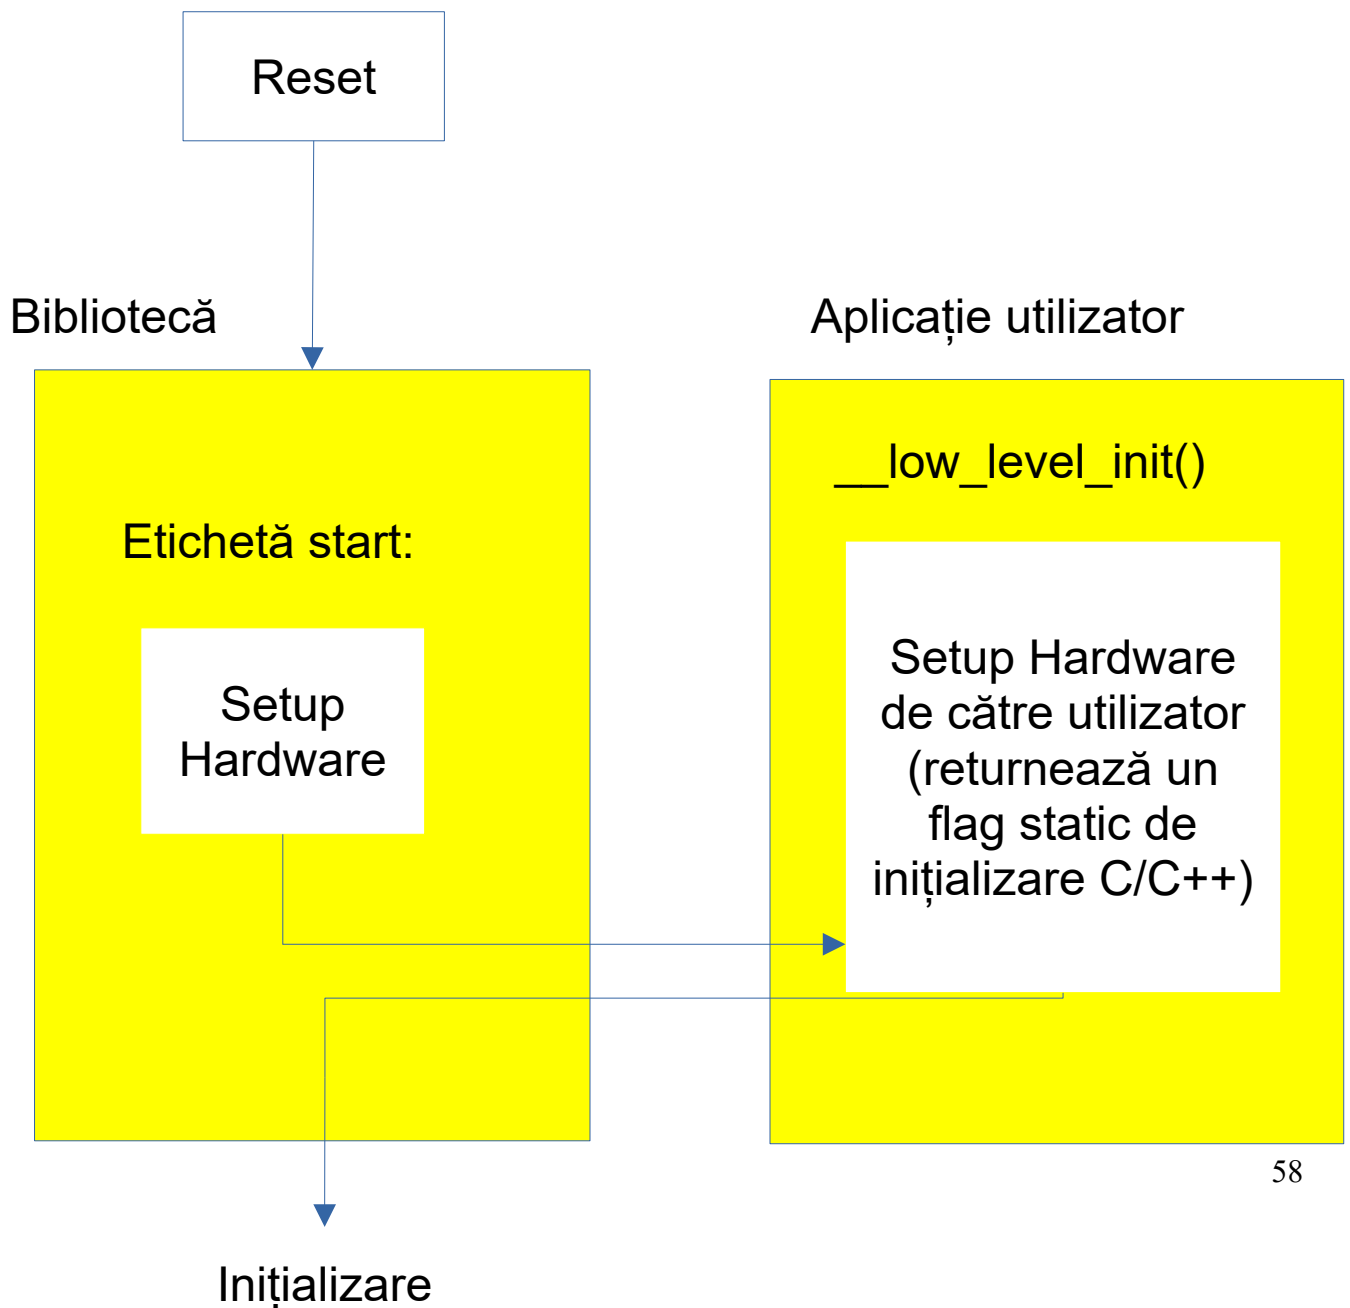 Reset
Bibliotecă
Aplicație utilizator
Etichetă start:
Setup
Hardware
__low_level_init()
Setup Hardware
de către utilizator
(returnează un
flag static de
inițializare C/C++)
58
Inițializare